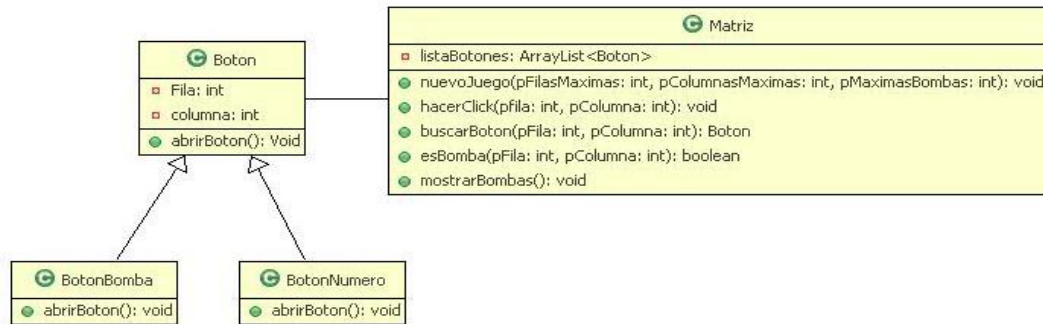 Matriz
listaBotones: ArrayList<Boton>
nuevoJuego(pFilasMaximas: int, pColumnasMaximas: int, pMaximasBombas: int): void
hacerClick(pfila: int, pColumna: int): void
buscarBoton(pFila: int, pColumna: int): Boton
esBomba(pFila: int, pColumna: int): boolean
mostrarBombas(): void
Boton
Fila: int
columna: int
abrirBoton(): Void
BotonBomba
abrirBoton(): void
BotonNumero
abrirBoton(): void